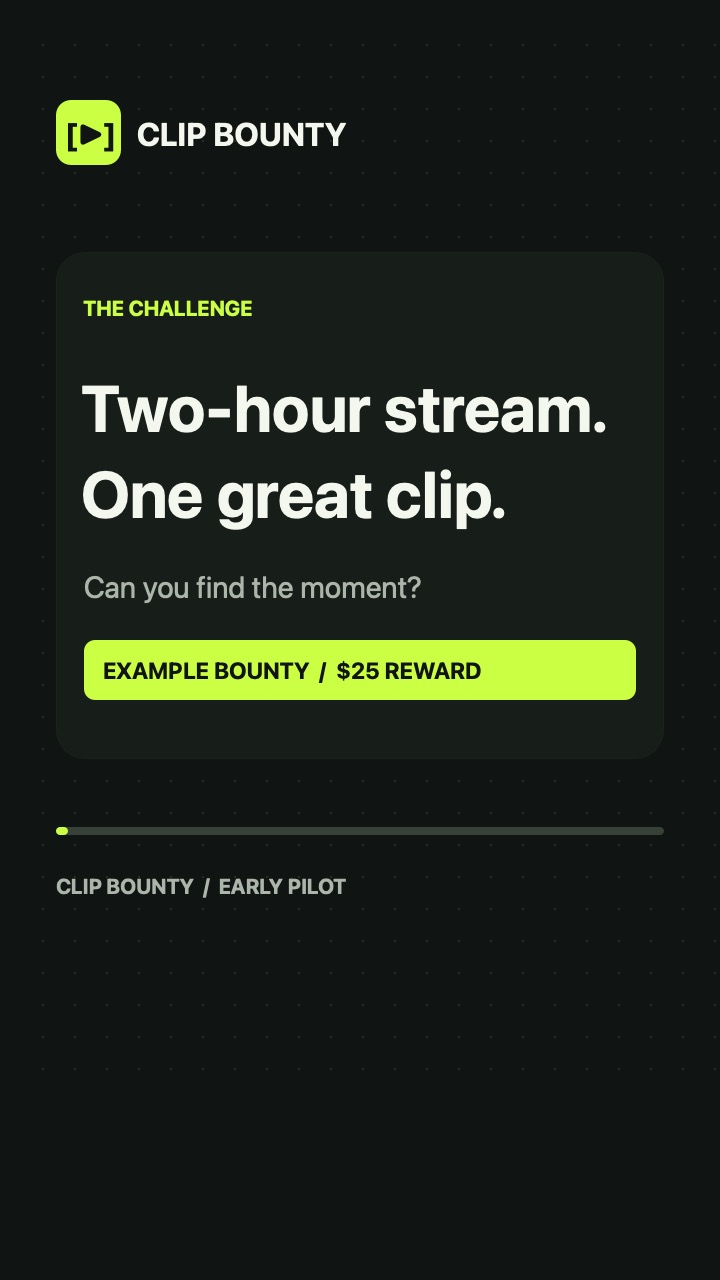 [▶] CLIP BOUNTY
THE CHALLENGE
Two-hour stream.
One great clip.
Can you find the moment?
EXAMPLE BOUNTY / $25 REWARD
CLIP BOUNTY / EARLY PILOT